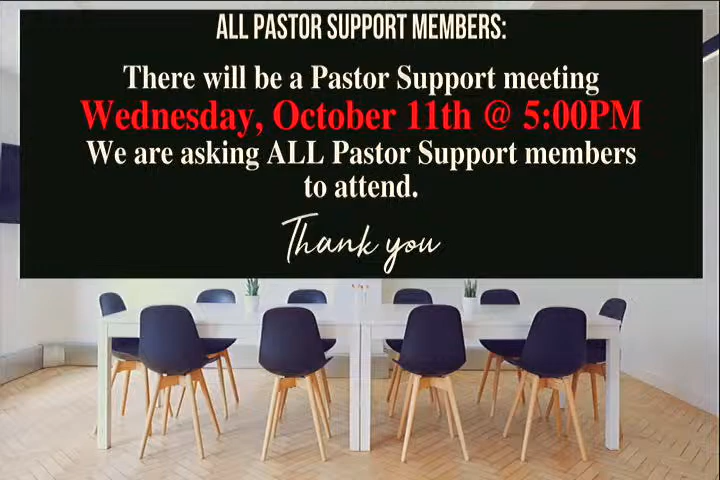 ALL PASTOR SUPPORT MEMBERS:
There will be a Pastor Support meeting
Wednesday, October 11th @ 5:00PM
We are asking ALL Pastor Support members
to attend.
Thank you